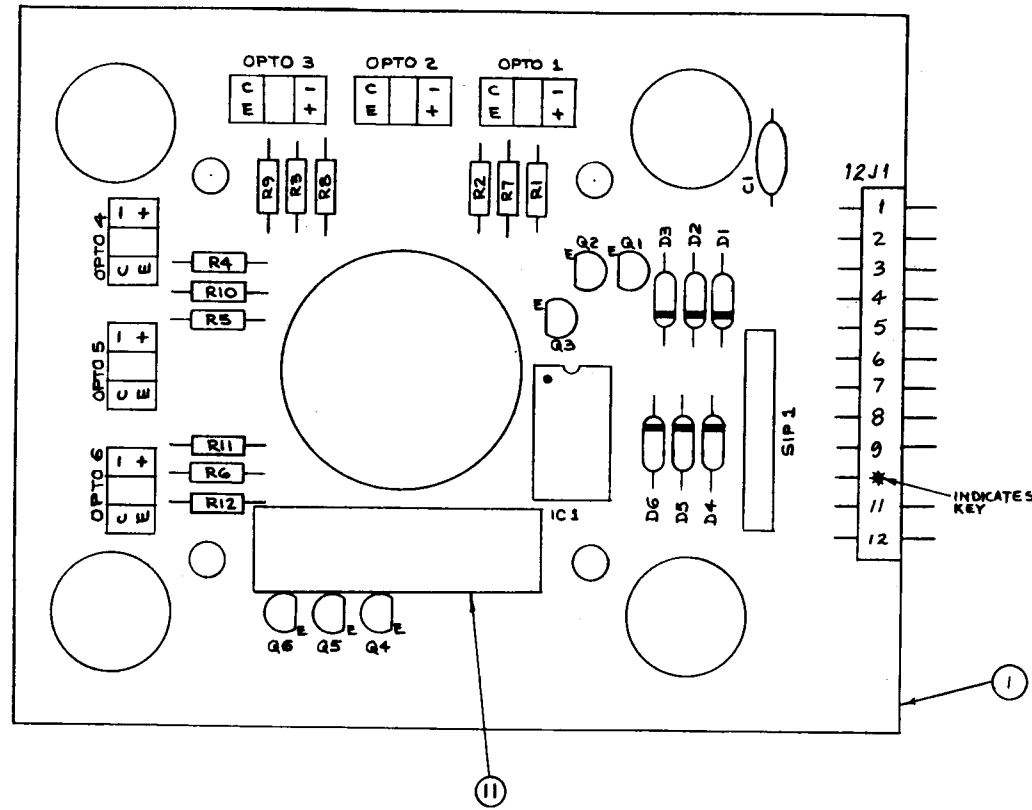 OPTO 3
OPTO 2
OPTO 1
C -
E +
C -
E +
C -
E +
R9
R3
R8
R2
R7
R1
C1
12J1
1
2
3
4
5
6
7
8
9
*
11
12
INDICATES
KEY
OPTO 4
- +
C E
R4
R10
R5
OPTO 5
- +
C E
OPTO 6
- +
C E
R11
R6
R12
E Q2
E Q1
E
Q3
D3
D2
D1
IC1
D6
D5
D4
SIP 1
E
Q6
E
Q5
E
Q4
1
11